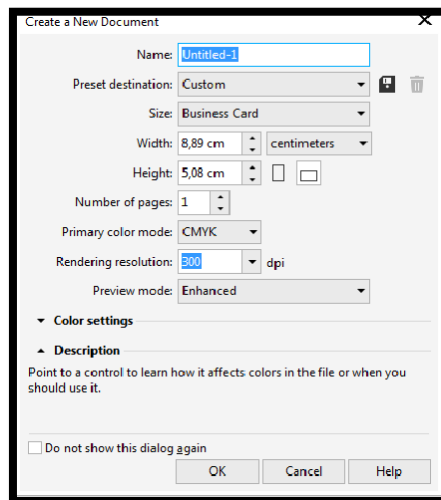 Create a New Document
Name: Untitled-1
Preset destination: Custom
Size: Business Card
Width: 8,89 cm centimeters
Height: 5,08 cm
Number of pages: 1
Primary color mode: CMYK
Rendering resolution: 300 dpi
Preview mode: Enhanced
Color settings
Description
Point to a control to learn how it affects colors in the file or when you
should use it.
Do not show this dialog again
OK Cancel Help